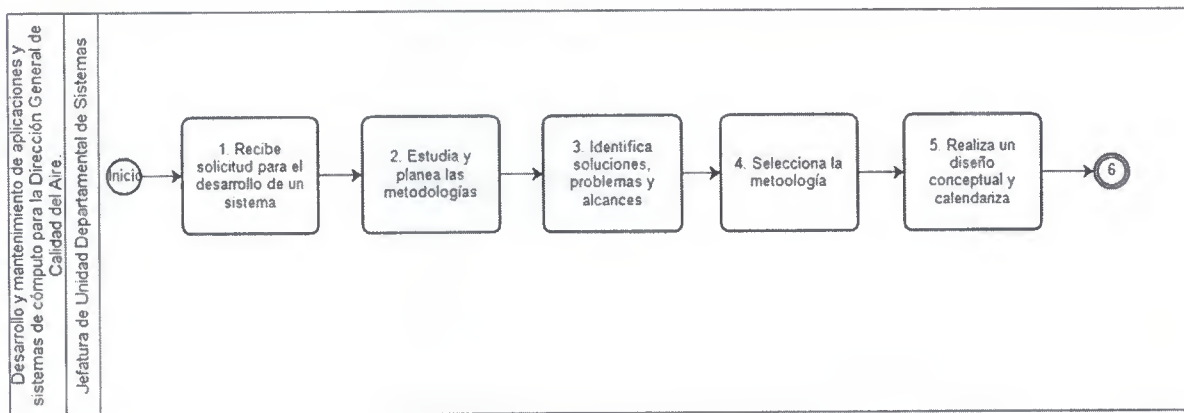 Desarrollo y mantenimiento de aplicaciones y
sistemas de cómputo para la Dirección General de
Calidad del Aire.
Jefatura de Unidad Departamental de Sistemas
Inicio
1. Recibe
solicitud para el
desarrollo de un
sistema
2. Estudia y
planea las
metodologías
3. Identifica
soluciones,
problemas y
alcances
4. Selecciona la
metoología
5. Realiza un
diseño
conceptual y
calendariza
6